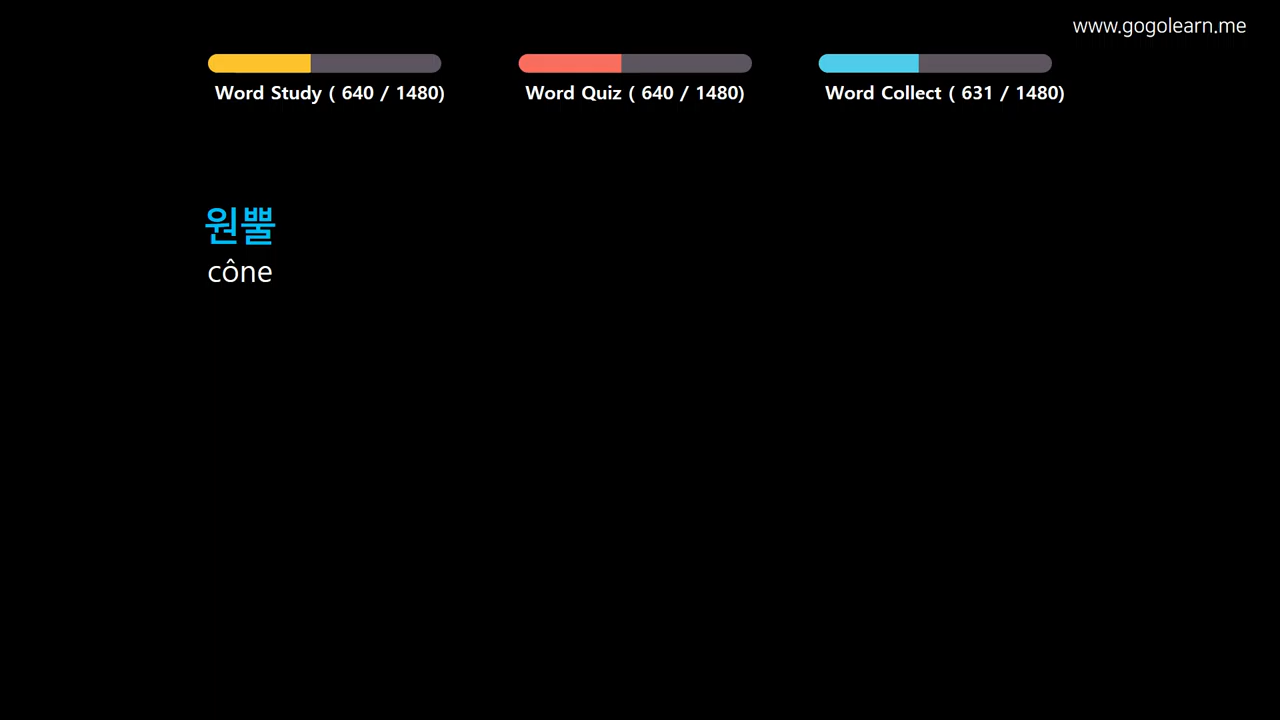 www.gogolearn.me
Word Study ( 640 / 1480)
Word Quiz ( 640 / 1480)
Word Collect ( 631 / 1480)
원뿔
cône